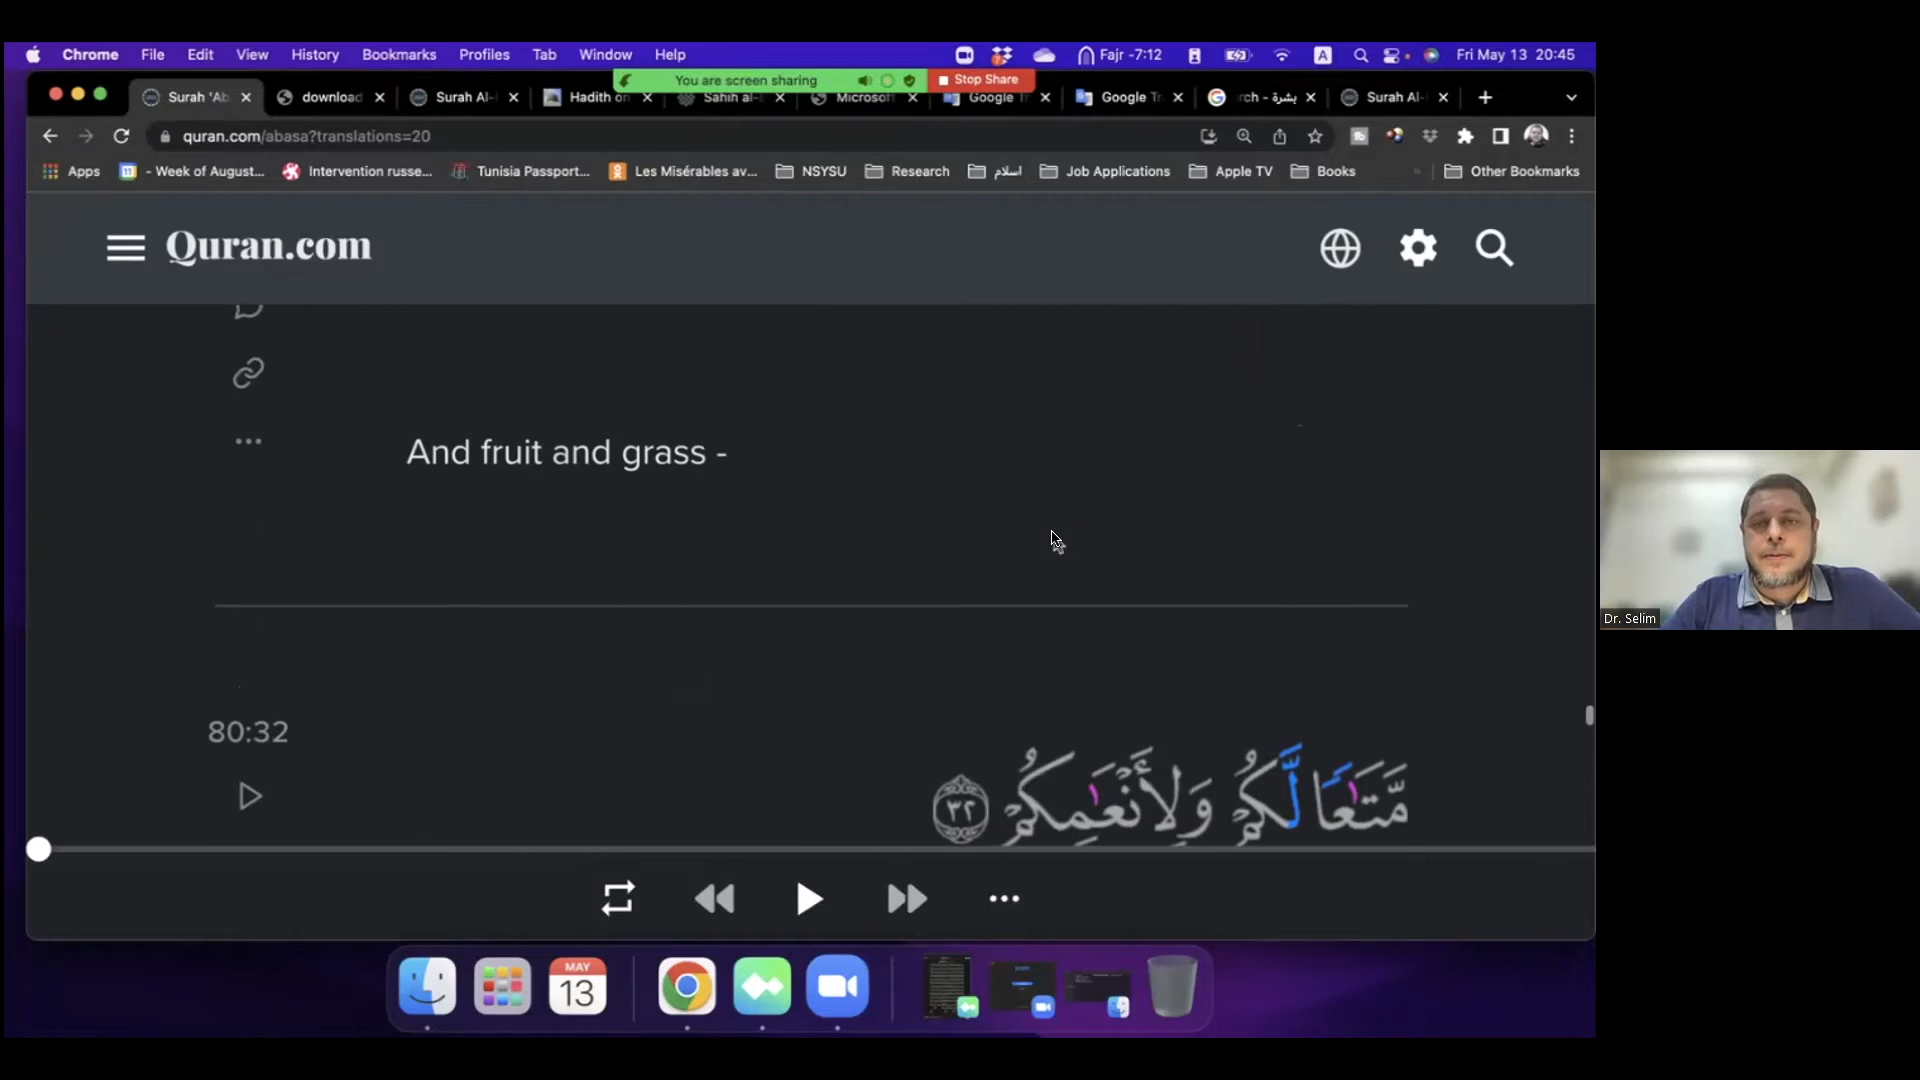 Chrome File Edit View History Bookmarks Profiles Tab Window Help Fajr -7:12 A Fri May 13 20:45
You are screen sharing Stop Share
Surah 'Ab download Surah Al- Hadith on Sahih al- Microsof Google Tr Google Tr rch - بشرة Surah Al-
quran.com/abasa?translations=20
Apps - Week of August... Intervention russe... Tunisia Passport... Les Misérables av... NSYSU Research اسلام Job Applications Apple TV Books » Other Bookmarks
Quran.com
And fruit and grass -
80:32
مَّتَـٰعًا لَّكُمْ وَلِأَنْعَـٰمِكُمْ ٣٢
Dr. Selim
MAY
13